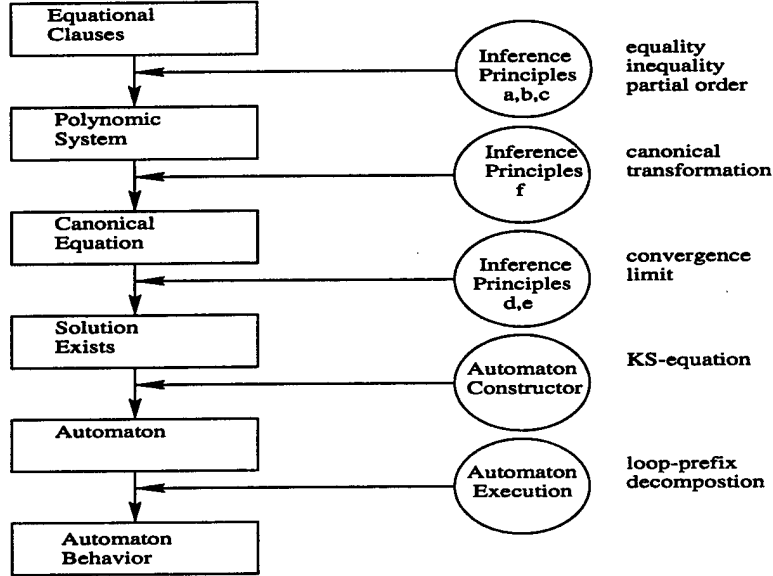 Equational
Clauses
Inference
Principles
a,b,c
equality
inequality
partial order
Polynomic
System
Inference
Principles
f
canonical
transformation
Canonical
Equation
Inference
Principles
d,e
convergence
limit
Solution
Exists
Automaton
Constructor
KS-equation
Automaton
Automaton
Execution
loop-prefix
decompostion
Automaton
Behavior